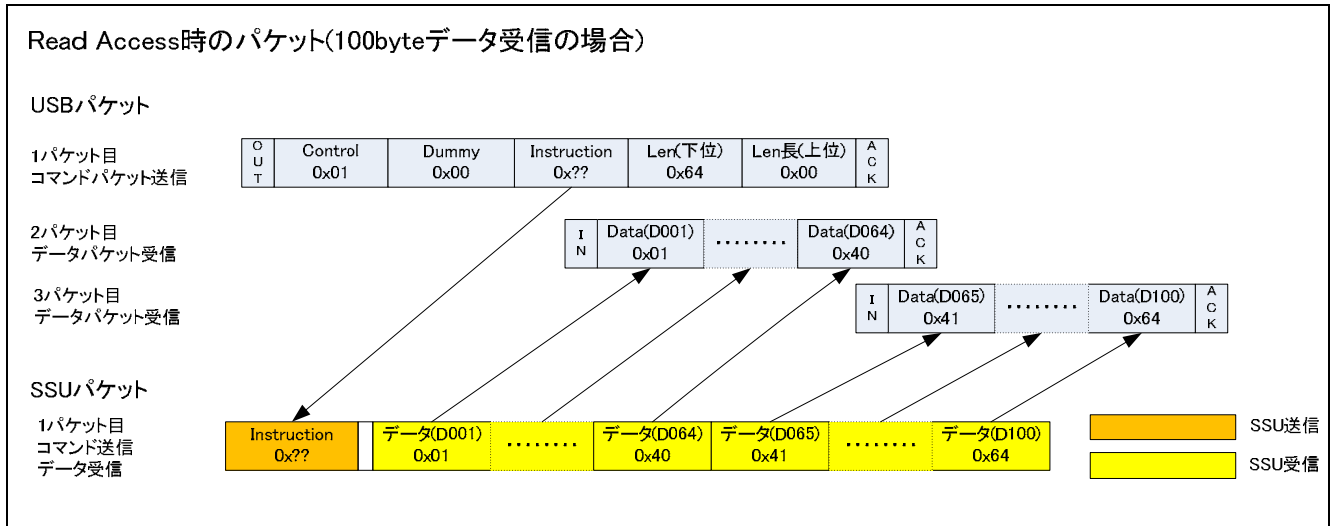 Read Access時のパケット(100byteデータ受信の場合)
USBパケット
1パケット目
コマンドパケット送信
OUT
Control
0x01
Dummy
0x00
Instruction
0x??
Len(下位)
0x64
Len長(上位)
0x00
ACK
2パケット目
データパケット受信
IN
Data(D001)
0x01
········
Data(D064)
0x40
ACK
3パケット目
データパケット受信
IN
Data(D065)
0x41
········
Data(D100)
0x64
ACK
SSUパケット
1パケット目
コマンド送信
データ受信
Instruction
0x??
データ(D001)
0x01
········
データ(D064)
0x40
データ(D065)
0x41
········
データ(D100)
0x64
SSU送信
SSU受信